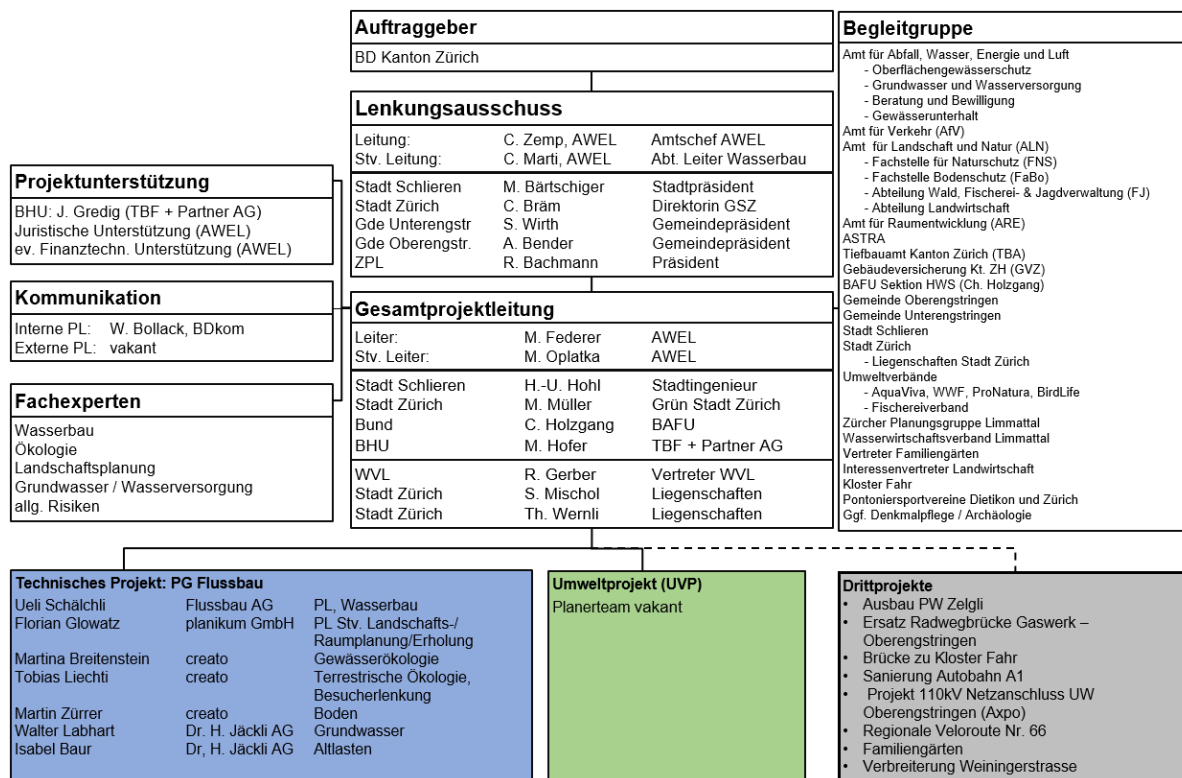 Auftraggeber
BD Kanton Zürich
Lenkungsausschuss
Leitung: C. Zemp, AWEL Amtschef AWEL
Stv. Leitung: C. Marti, AWEL Abt. Leiter Wasserbau
Stadt Schlieren M. Bärtschiger Stadtpräsident
Stadt Zürich C. Bräm Direktorin GSZ
Gde Unterengstr S. Wirth Gemeindepräsident
Gde Oberengstr. A. Bender Gemeindepräsident
ZPL R. Bachmann Präsident
Projektunterstützung
BHU: J. Gredig (TBF + Partner AG)
Juristische Unterstützung (AWEL)
ev. Finanztechn. Unterstützung (AWEL)
Kommunikation
Interne PL: W. Bollack, BDkom
Externe PL: vakant
Fachexperten
Wasserbau
Ökologie
Landschaftsplanung
Grundwasser / Wasserversorgung
allg. Risiken
Gesamtprojektleitung
Leiter: M. Federer AWEL
Stv. Leiter: M. Oplatka AWEL
Stadt Schlieren H.-U. Hohl Stadtingenieur
Stadt Zürich M. Müller Grün Stadt Zürich
Bund C. Holzgang BAFU
BHU M. Hofer TBF + Partner AG
WVL R. Gerber Vertreter WVL
Stadt Zürich S. Mischol Liegenschaften
Stadt Zürich Th. Wernli Liegenschaften
Begleitgruppe
Amt für Abfall, Wasser, Energie und Luft
- Oberflächengewässerschutz
- Grundwasser und Wasserversorgung
- Beratung und Bewilligung
- Gewässerunterhalt
Amt für Verkehr (AfV)
Amt für Landschaft und Natur (ALN)
- Fachstelle für Naturschutz (FNS)
- Fachstelle Bodenschutz (FaBo)
- Abteilung Wald, Fischerei- & Jagdverwaltung (FJ)
- Abteilung Landwirtschaft
Amt für Raumentwicklung (ARE)
ASTRA
Tiefbauamt Kanton Zürich (TBA)
Gebäudeversicherung Kt. ZH (GVZ)
BAFU Sektion HWS (Ch. Holzgang)
Gemeinde Oberengstringen
Gemeinde Unterengstringen
Stadt Schlieren
Stadt Zürich
- Liegenschaften Stadt Zürich
Umweltverbände
- AquaViva, WWF, ProNatura, BirdLife
- Fischereiverband
Zürcher Planungsgruppe Limmattal
Wasserwirtschaftsverband Limmattal
Vertreter Familiengärten
Interessenvertreter Landwirtschaft
Kloster Fahr
Pontoniersportvereine Dietikon und Zürich
Ggf. Denkmalpflege / Archäologie
Technisches Projekt: PG Flussbau
Ueli Schälchli Flussbau AG PL, Wasserbau
Florian Glowatz planikum GmbH PL Stv. Landschafts-/
Raumplanung/Erholung
Martina Breitenstein creato Gewässerökologie
Tobias Liechti creato Terrestrische Ökologie,
Besucherlenkung
Martin Zürrer creato Boden
Walter Labhart Dr. H. Jäckli AG Grundwasser
Isabel Baur Dr, H. Jäckli AG Altlasten
Umweltprojekt (UVP)
Planerteam vakant
Drittprojekte
• Ausbau PW Zelgli
• Ersatz Radwegbrücke Gaswerk –
Oberengstringen
• Brücke zu Kloster Fahr
• Sanierung Autobahn A1
• Projekt 110kV Netzanschluss UW
Oberengstringen (Axpo)
• Regionale Veloroute Nr. 66
• Familiengärten
• Verbreiterung Weiningerstrasse